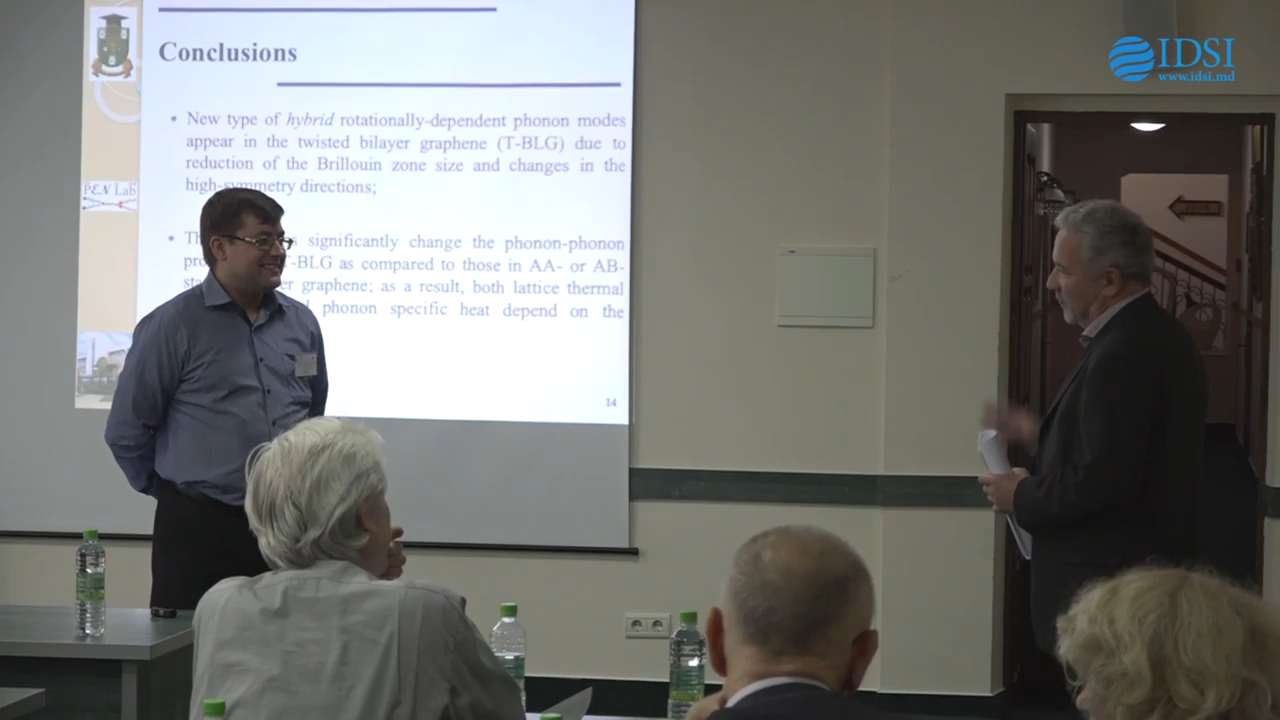 IDSI
www.idsi.md
Conclusions
• New type of hybrid rotationally-dependent phonon modes
appear in the twisted bilayer graphene (T-BLG) due to
reduction of the Brillouin zone size and changes in the
high-symmetry directions;
• significantly change the phonon-phonon
-BLG as compared to those in AA- or AB-
graphene; as a result, both lattice thermal
phonon specific heat depend on the
PEN Lab
14